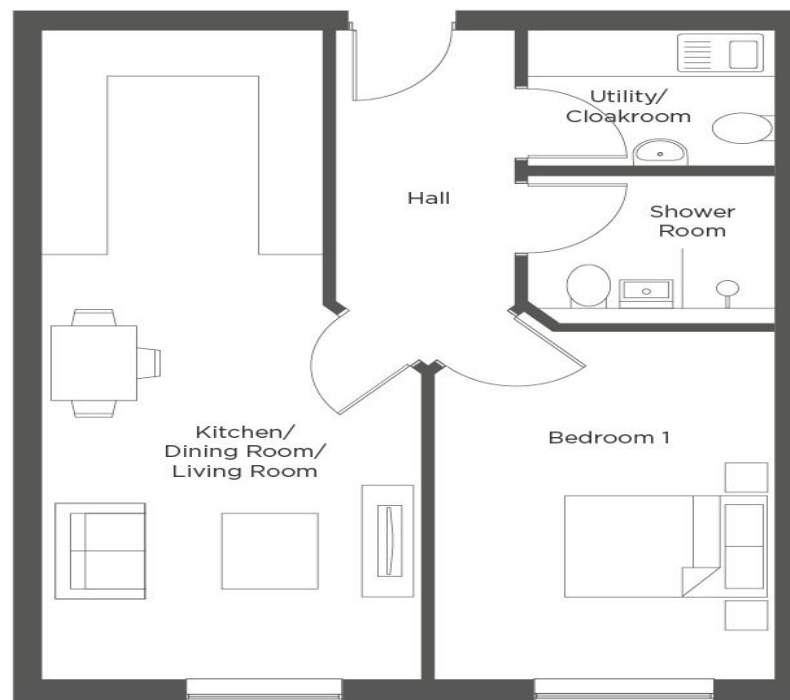 Utility/
Cloakroom
Hall
Shower
Room
Kitchen/
Dining Room/
Living Room
Bedroom 1